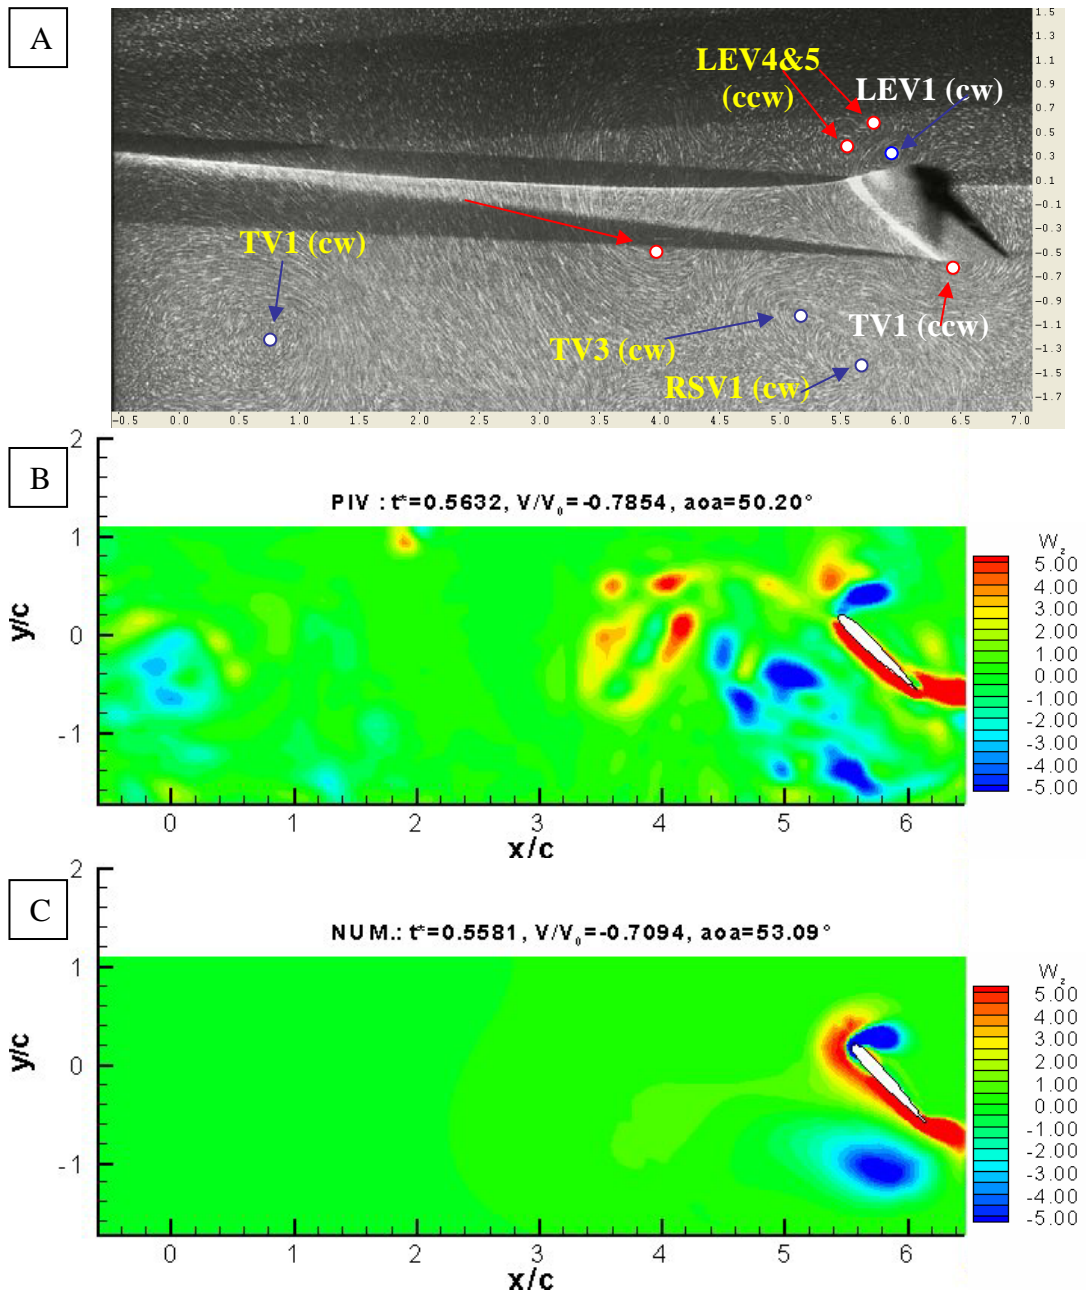 A
LEV4&5
(ccw)
LEV1 (cw)
TV1 (cw)
TV3 (cw)
TV1 (ccw)
RSV1 (cw)
1.5
1.3
1.1
0.9
0.7
0.5
0.3
0.1
-0.1
-0.3
-0.5
-0.7
-0.9
-1.1
-1.3
-1.5
-1.7
-0.5 0.0 0.5 1.0 1.5 2.0 2.5 3.0 3.5 4.0 4.5 5.0 5.5 6.0 6.5 7.0
B
PIV : t*=0.5632, V/V₀=-0.7854, aoa=50.20°
2
1
0
-1
y/c
0 1 2 3 4 5 6
x/c
W_z
5.00
4.00
3.00
2.00
1.00
0.00
-1.00
-2.00
-3.00
-4.00
-5.00
C
NUM.: t*=0.5581, V/V₀=-0.7094, aoa=53.09°
2
1
0
-1
y/c
0 1 2 3 4 5 6
x/c
W_z
5.00
4.00
3.00
2.00
1.00
0.00
-1.00
-2.00
-3.00
-4.00
-5.00